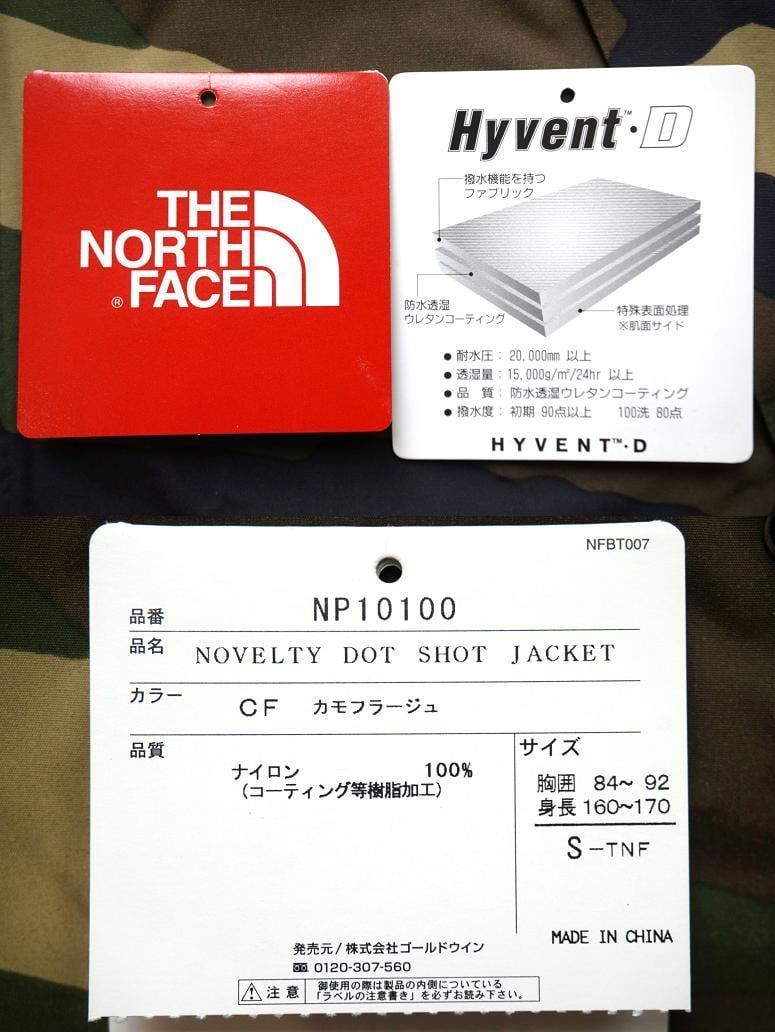 THE
NORTH
FACE
®
Hyvent™·D
撥水機能を持つ
ファブリック
防水透湿
ウレタンコーティング
特殊表面処理
※肌面サイド
● 耐水圧： 20,000mm 以上
● 透湿量： 15,000g/㎡/24hr 以上
● 品　質： 防水透湿ウレタンコーティング
● 撥水度： 初期 90点以上　100洗 80点
HYVENT™·D
NFBT007
品番 NP10100
品名 NOVELTY DOT SHOT JACKET
カラー CF カモフラージュ
品質
ナイロン 100%
(コーティング等樹脂加工)
サイズ
胸囲 84～ 92
身長 160～170
S-TNF
MADE IN CHINA
発売元/株式会社ゴールドウイン
0120-307-560
注意
御使用の際は製品の内側についている
「ラベルの注意書き」を必ずお読み下さい。